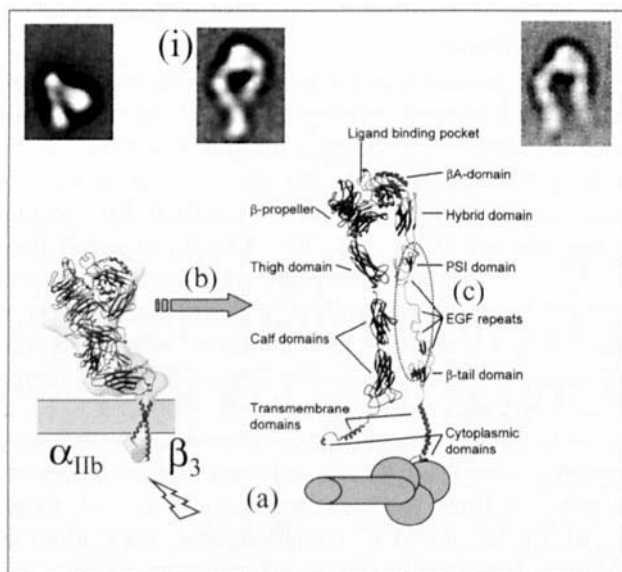 (i)
Ligand binding pocket
βA-domain
β-propeller
Hybrid domain
Thigh domain
PSI domain
(b)
(c)
EGF repeats
Calf domains
β-tail domain
Transmembrane
domains
Cytoplasmic
domains
αIIb
β3
(a)